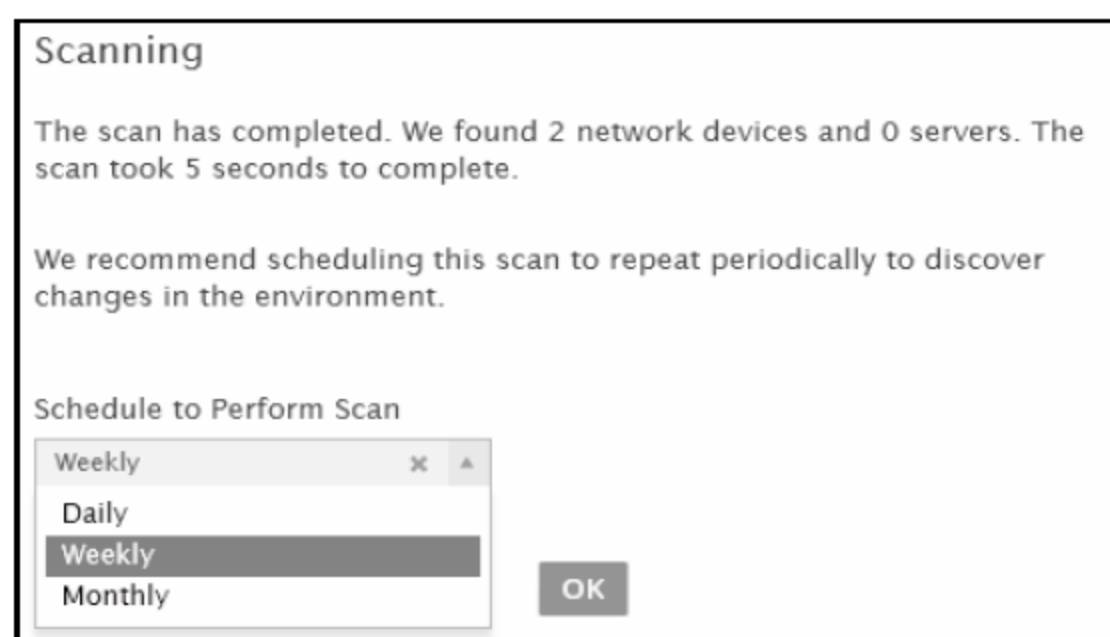 Scanning
The scan has completed. We found 2 network devices and 0 servers. The
scan took 5 seconds to complete.
We recommend scheduling this scan to repeat periodically to discover
changes in the environment.
Schedule to Perform Scan
Weekly
Daily
Weekly
Monthly
OK